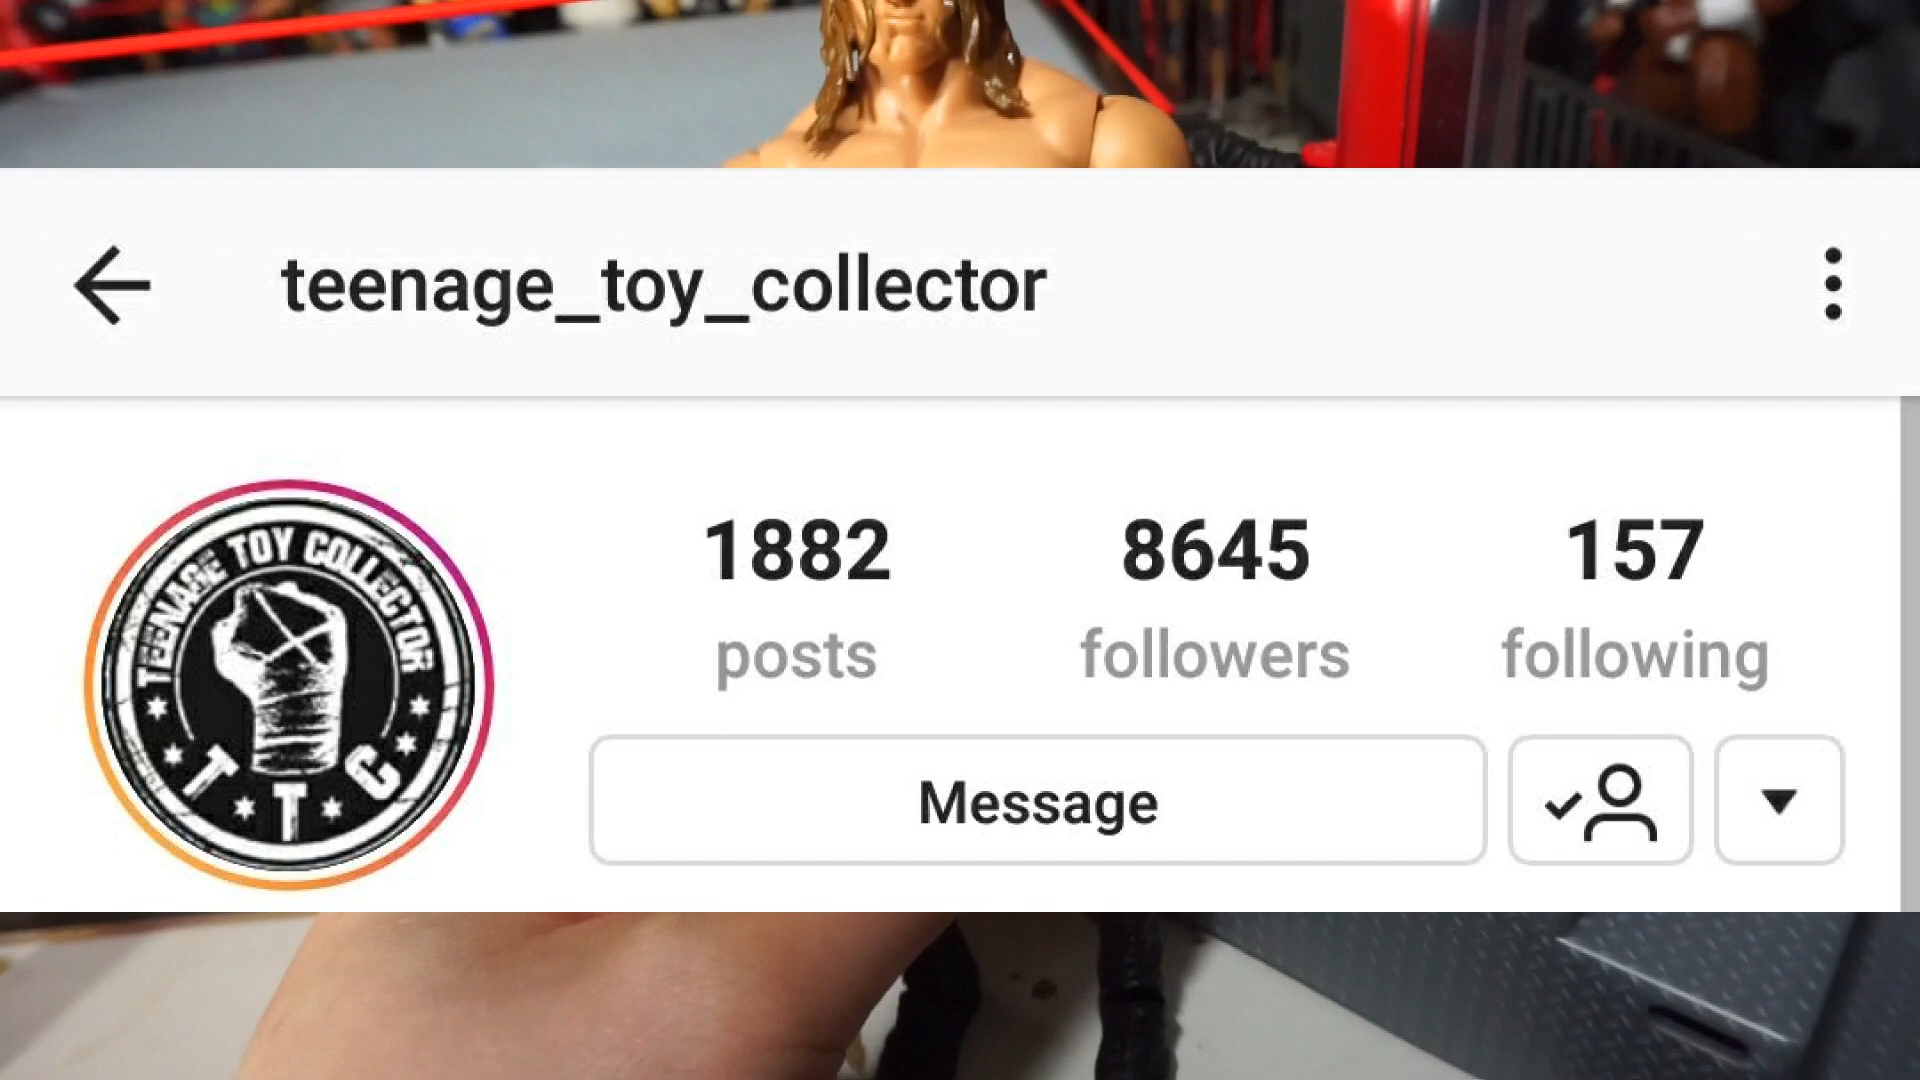 teenage_toy_collector
TEENAGE TOY COLLECTOR
T T C
1882 8645 157
posts followers following
Message